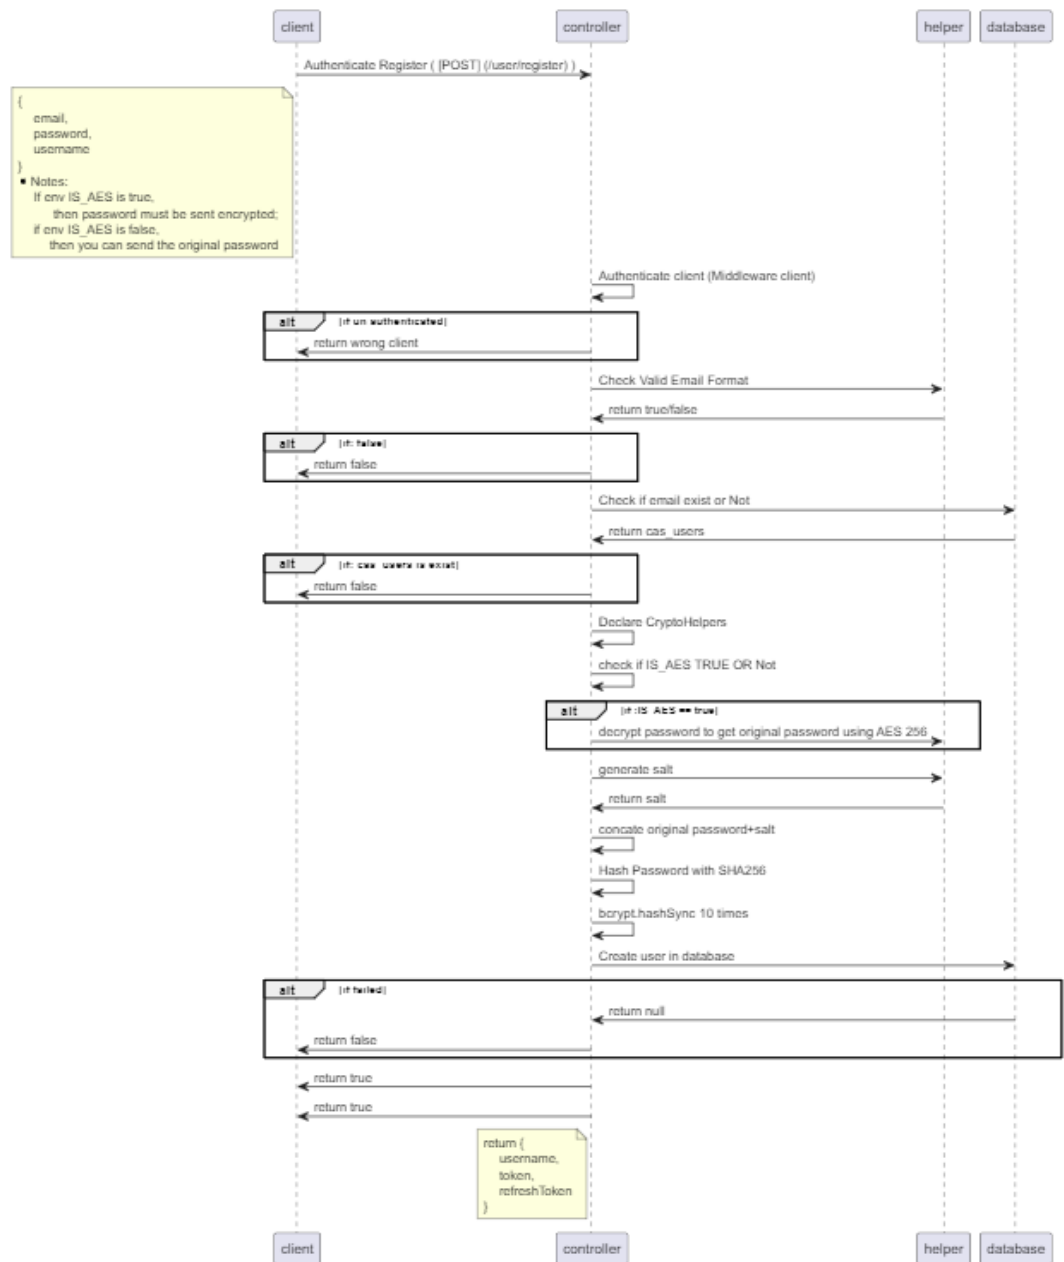 client
controller
helper
database
Authenticate Register ( [POST] (/user/register) )
{
email,
password,
username
}
▪ Notes:
If env IS_AES is true,
then password must be sent encrypted;
if env IS_AES is false,
then you can send the original password
Authenticate client (Middleware client)
alt [if un authenticated]
return wrong client
Check Valid Email Format
return true/false
alt [if: false]
return false
Check if email exist or Not
return cas_users
alt [if: cas_users is exist]
return false
Declare CryptoHelpers
check if IS_AES TRUE OR Not
alt [if :IS_AES == true]
decrypt password to get original password using AES 256
generate salt
return salt
concate original password+salt
Hash Password with SHA256
bcrypt.hashSync 10 times
Create user in database
alt [if failed]
return null
return false
return true
return true
return {
username,
token,
refreshToken
}
client
controller
helper
database